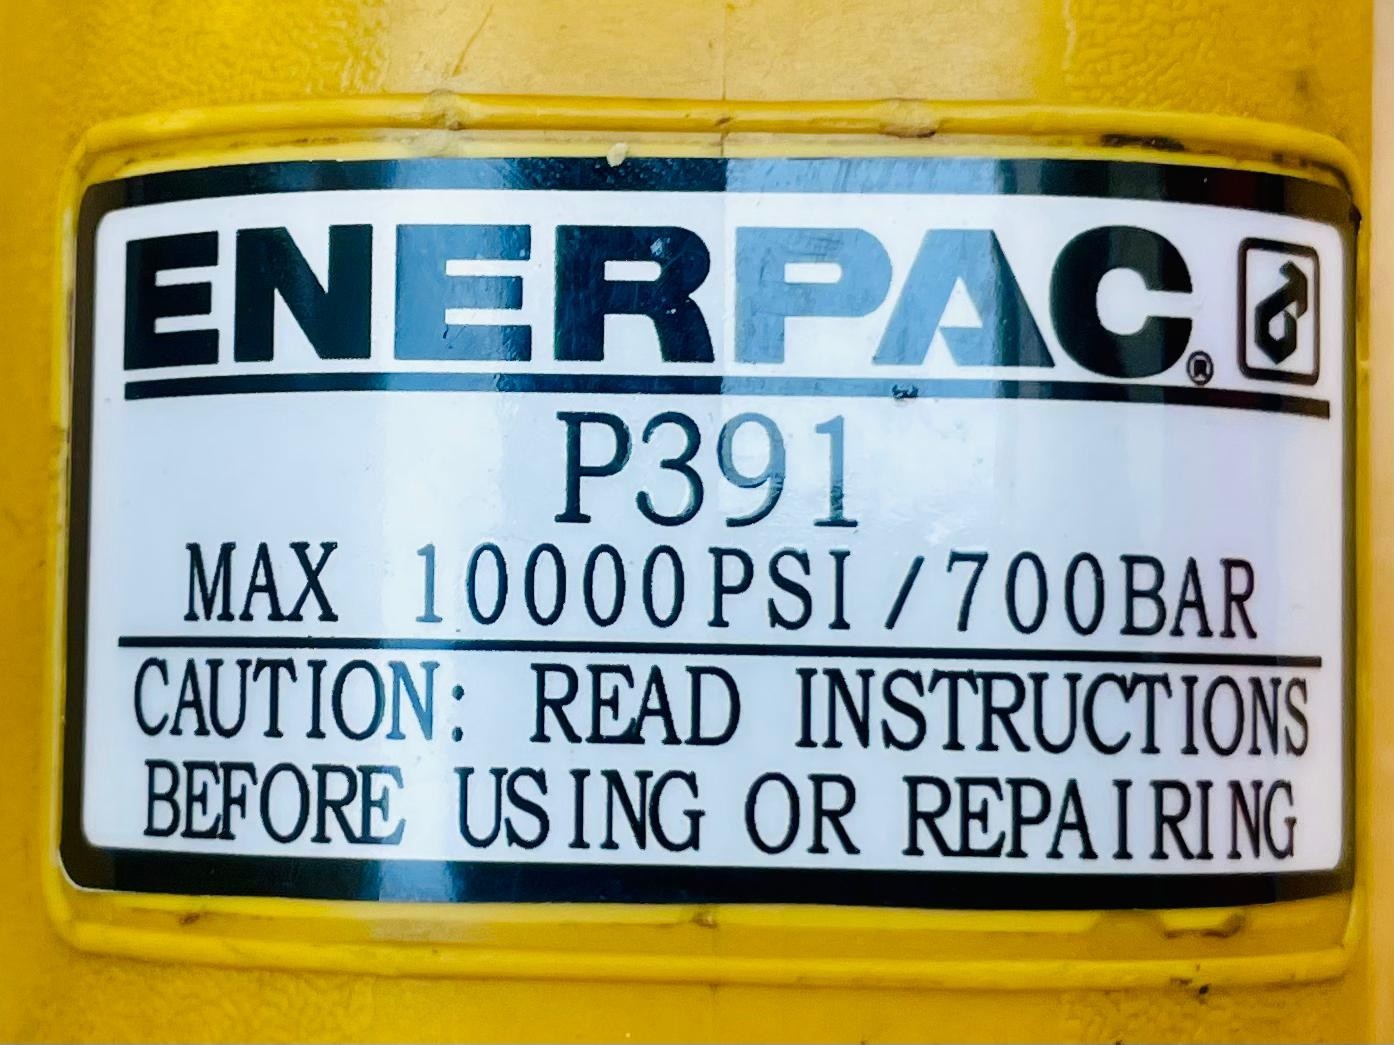 ENERPAC®
P391
MAX 10000PSI/700BAR
CAUTION: READ INSTRUCTIONS
BEFORE USING OR REPAIRING